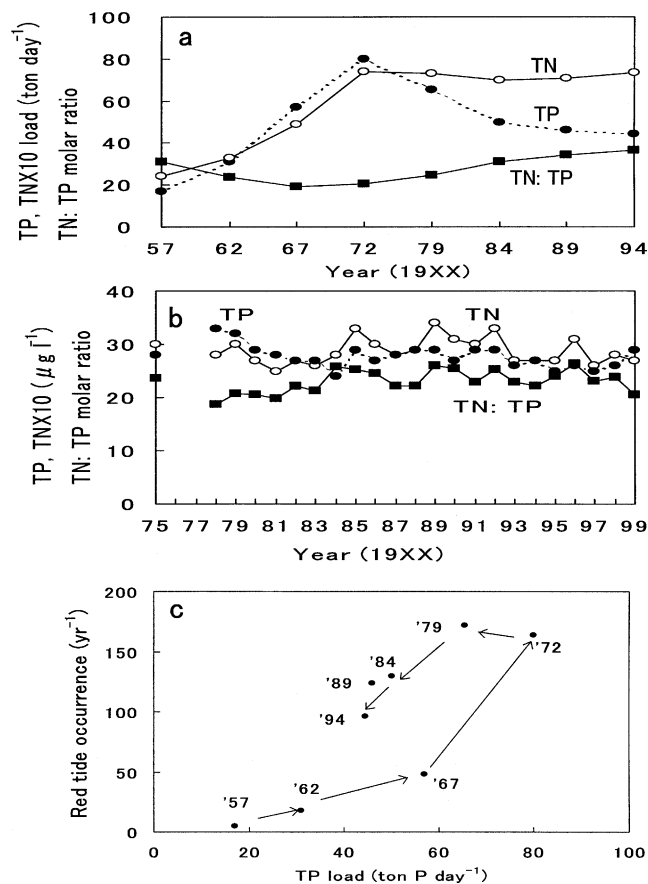 a
TP, TNX10 load (ton day⁻¹)
TN: TP molar ratio
100
80
60
40
20
0
TN
TP
TN: TP
57 62 67 72 79 84 89 94
Year (19XX)
b
TP, TNX10 (μg l⁻¹)
TN: TP molar ratio
40
30
20
10
0
TP
TN
TN: TP
75 77 79 81 83 85 87 89 91 93 95 97 99
Year (19XX)
c
Red tide occurrence (yr⁻¹)
200
150
100
50
0
'79
'72
'84
'89
'94
'62
'67
'57
0 20 40 60 80 100
TP load (ton P day⁻¹)